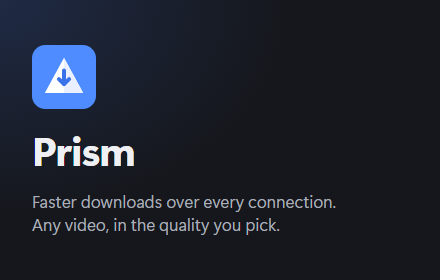 Prism
Faster downloads over every connection.
Any video, in the quality you pick.